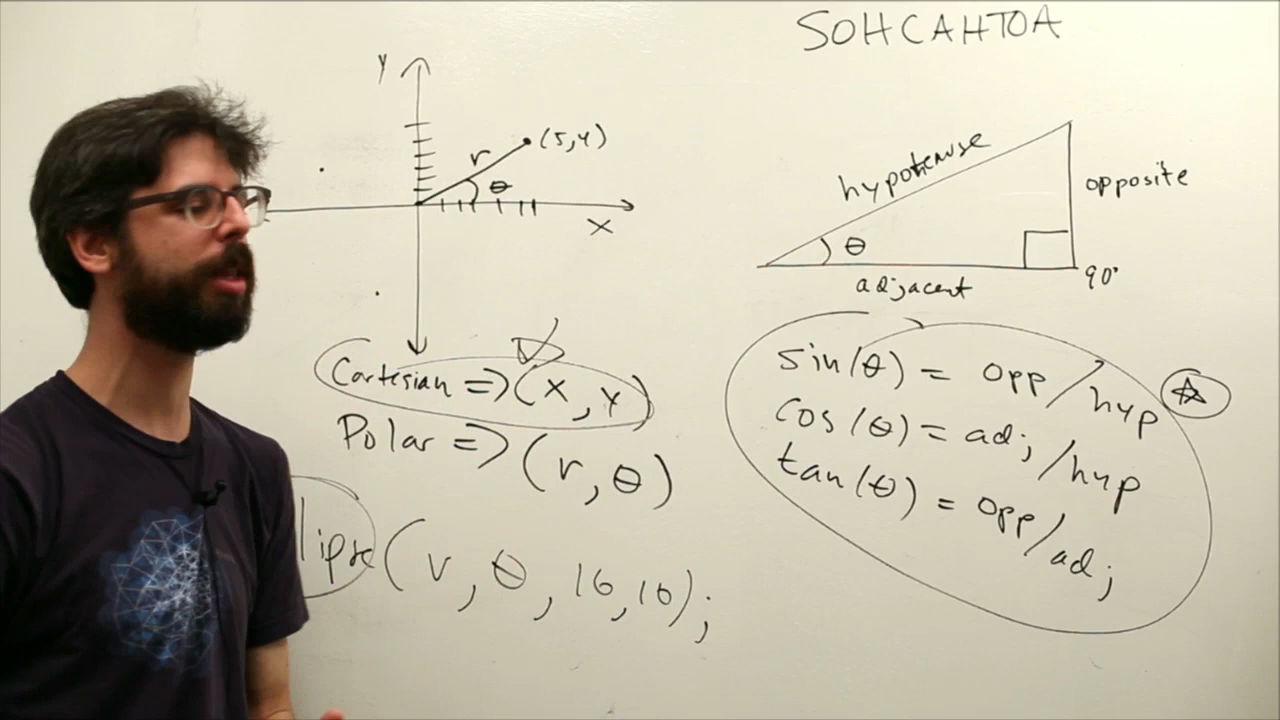 SOHCAHTOA
Y
(5,4)
r
θ
X
hypotenuse
opposite
θ
adjacent
90°
Cartesian => (X, Y)
Polar => (r, θ)
lipse(r, θ, 16, 16);
sin(θ) = opp/hyp
cos(θ) = adj/hyp
tan(θ) = opp/adj